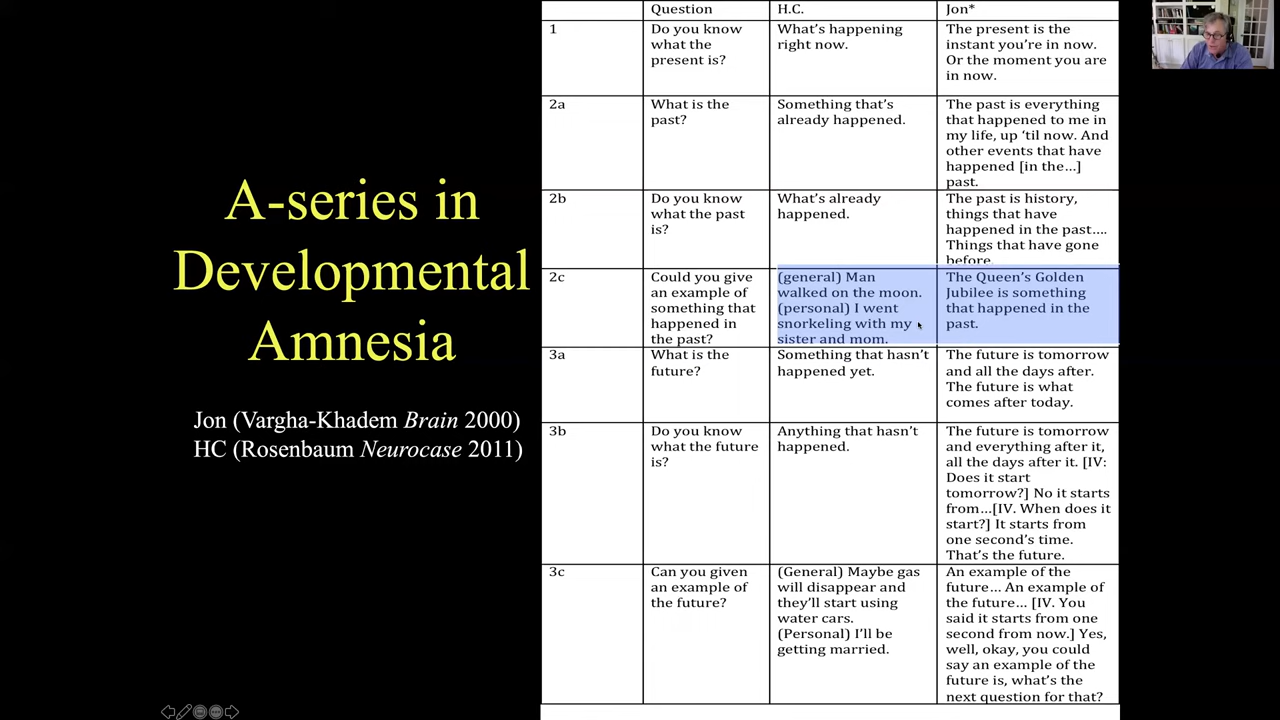 A-series in
Developmental
Amnesia
Jon (Vargha-Khadem Brain 2000)
HC (Rosenbaum Neurocase 2011)
Question
H.C.
Jon*
1
Do you know
what the
present is?
What's happening
right now.
The present is the
instant you're in now.
Or the moment you are
in now.
2a
What is the
past?
Something that's
already happened.
The past is everything
that happened to me in
my life, up 'til now. And
other events that have
happened [in the…]
past.
2b
Do you know
what the past
is?
What's already
happened.
The past is history,
things that have
happened in the past….
Things that have gone
before.
2c
Could you give
an example of
something that
happened in
the past?
(general) Man
walked on the moon.
(personal) I went
snorkeling with my
sister and mom.
The Queen's Golden
Jubilee is something
that happened in the
past.
3a
What is the
future?
Something that hasn't
happened yet.
The future is tomorrow
and all the days after.
The future is what
comes after today.
3b
Do you know
what the future
is?
Anything that hasn't
happened.
The future is tomorrow
and everything after it,
all the days after it. [IV:
Does it start
tomorrow?] No it starts
from…[IV. When does it
start?] It starts from
one second's time.
That's the future.
3c
Can you given
an example of
the future?
(General) Maybe gas
will disappear and
they'll start using
water cars.
(Personal) I'll be
getting married.
An example of the
future… An example of
the future… [IV. You
said it starts from one
second from now.] Yes,
well, okay, you could
say an example of the
future is, what's the
next question for that?